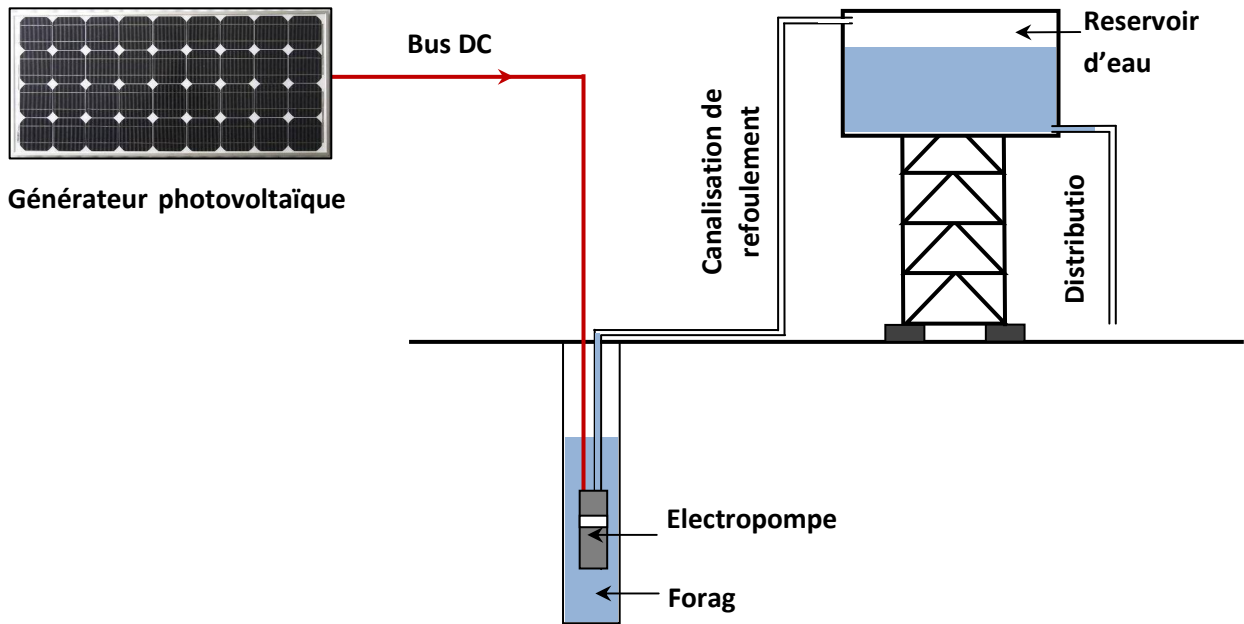 Bus DC
Reservoir
d'eau
Générateur photovoltaïque
Canalisation de
refoulement
Distributio
Electropompe
Forag